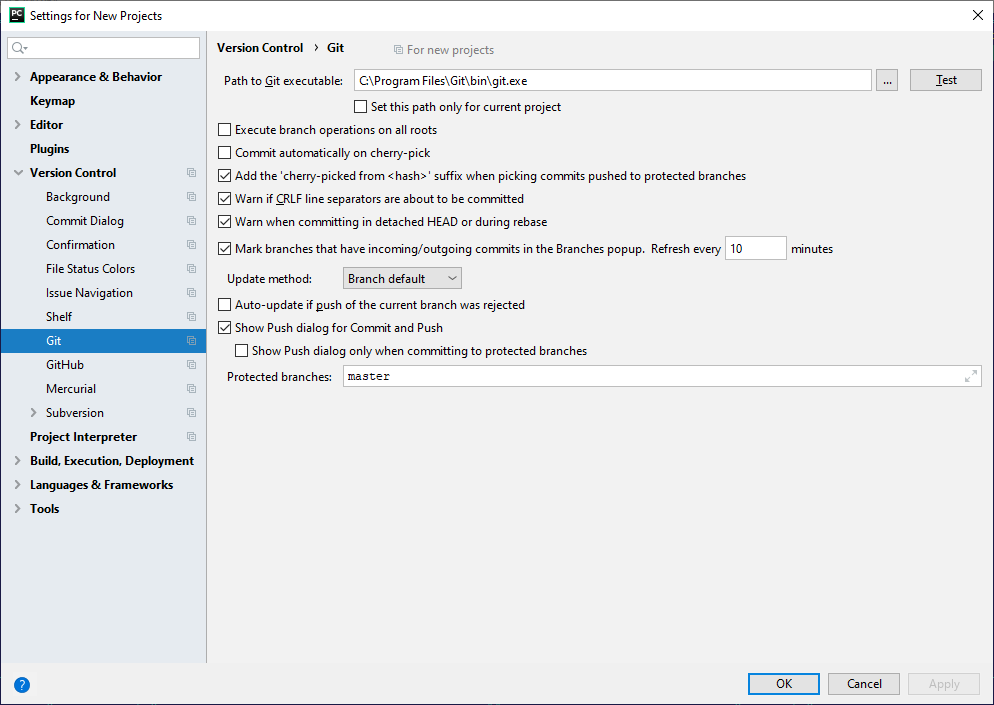 PC
Settings for New Projects
Appearance & Behavior
Keymap
Editor
Plugins
Version Control
Background
Commit Dialog
Confirmation
File Status Colors
Issue Navigation
Shelf
Git
GitHub
Mercurial
Subversion
Project Interpreter
Build, Execution, Deployment
Languages & Frameworks
Tools
Version Control › Git For new projects
Path to Git executable: C:\Program Files\Git\bin\git.exe ... Test
Set this path only for current project
Execute branch operations on all roots
Commit automatically on cherry-pick
Add the 'cherry-picked from <hash>' suffix when picking commits pushed to protected branches
Warn if CRLF line separators are about to be committed
Warn when committing in detached HEAD or during rebase
Mark branches that have incoming/outgoing commits in the Branches popup. Refresh every 10 minutes
Update method: Branch default
Auto-update if push of the current branch was rejected
Show Push dialog for Commit and Push
Show Push dialog only when committing to protected branches
Protected branches: master
? OK Cancel Apply